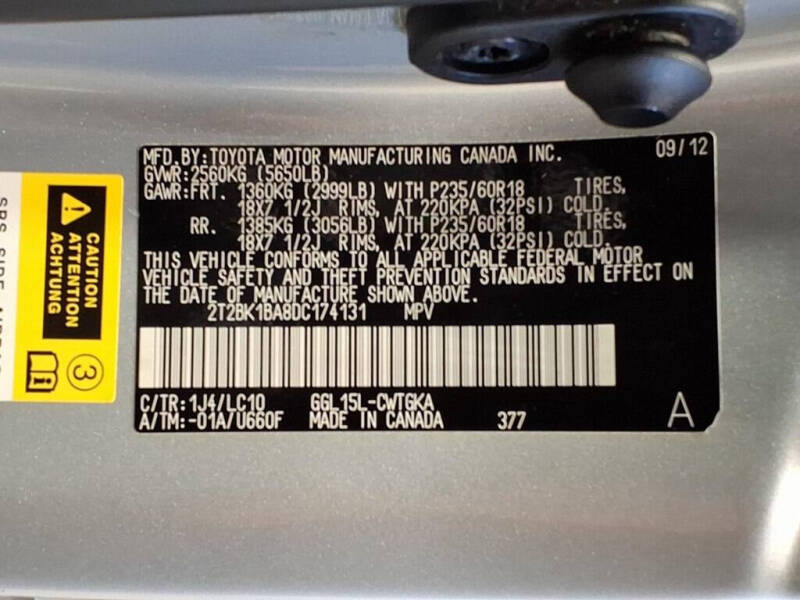 MFD. BY: TOYOTA MOTOR MANUFACTURING CANADA INC. 09/12
GVWR: 2560KG (5650LB)
GAWR: FRT. 1360KG (2999LB) WITH P235/60R18 TIRES,
18X7 1/2J RIMS, AT 220KPA (32PSI) COLD.
RR. 1385KG (3056LB) WITH P235/60R18 TIRES,
18X7 1/2J RIMS, AT 220KPA (32PSI) COLD.
THIS VEHICLE CONFORMS TO ALL APPLICABLE FEDERAL MOTOR
VEHICLE SAFETY AND THEFT PREVENTION STANDARDS IN EFFECT ON
THE DATE OF MANUFACTURE SHOWN ABOVE.
2T2BK1BA8DC174131 MPV
C/TR: 1J4/LC10 GGL15L-CWTGKA
A/TM: -01A/U660F MADE IN CANADA 377 A
CAUTION
ATTENTION
ACHTUNG
3
SRS SIDE